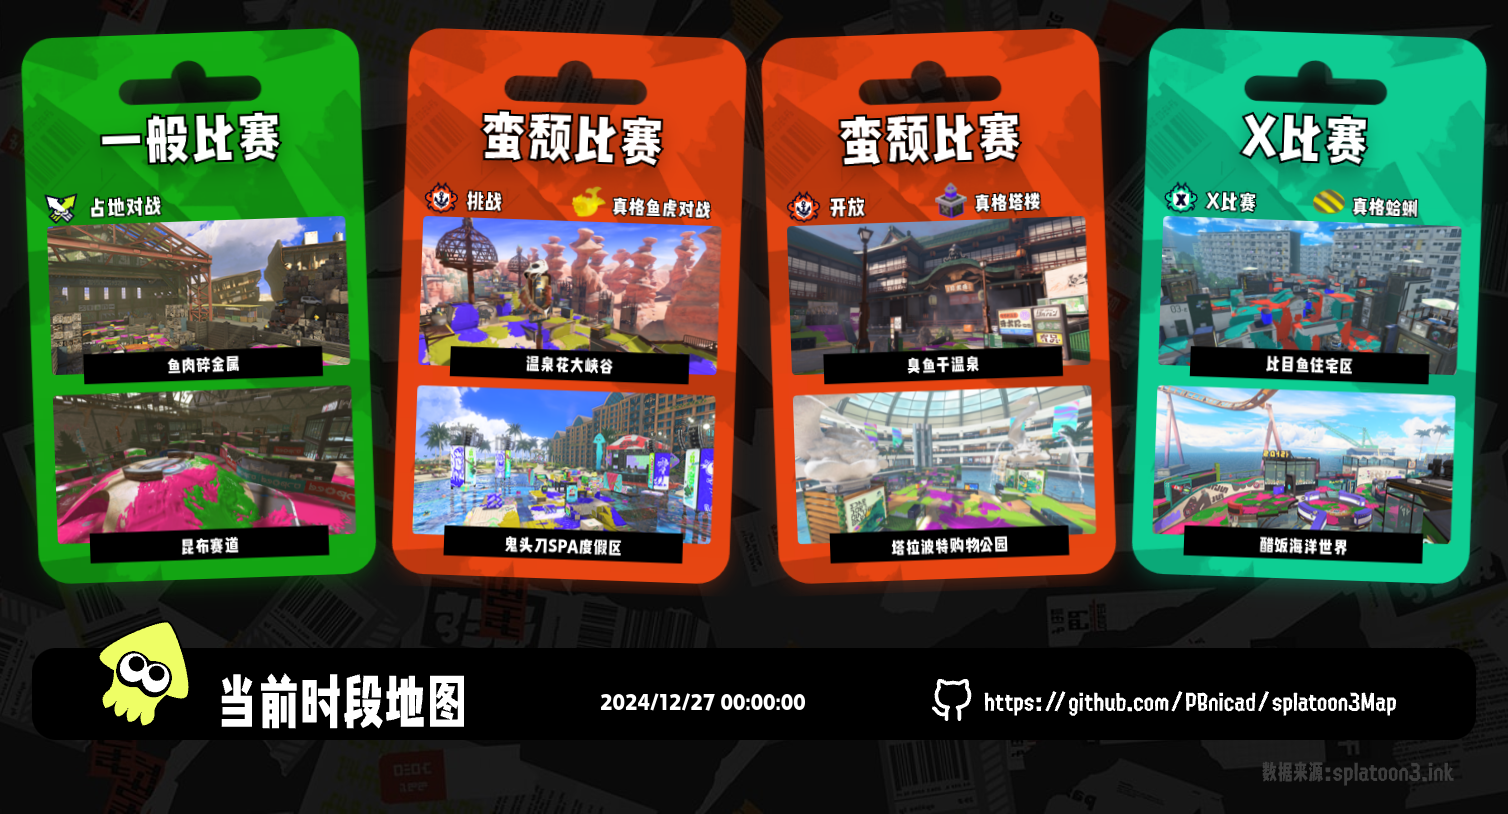 一般比赛
占地对战
鱼肉碎金属
昆布赛道
蛮颓比赛
挑战
真格鱼虎对战
温泉花大峡谷
鬼头刀SPA度假区
蛮颓比赛
开放
真格塔楼
臭鱼干温泉
塔拉波特购物公园
X比赛
X比赛
真格蛤蜊
比目鱼住宅区
醋饭海洋世界
当前时段地图
2024/12/27 00:00:00
https://github.com/PBnicad/splatoon3Map
数据来源:splatoon3.ink